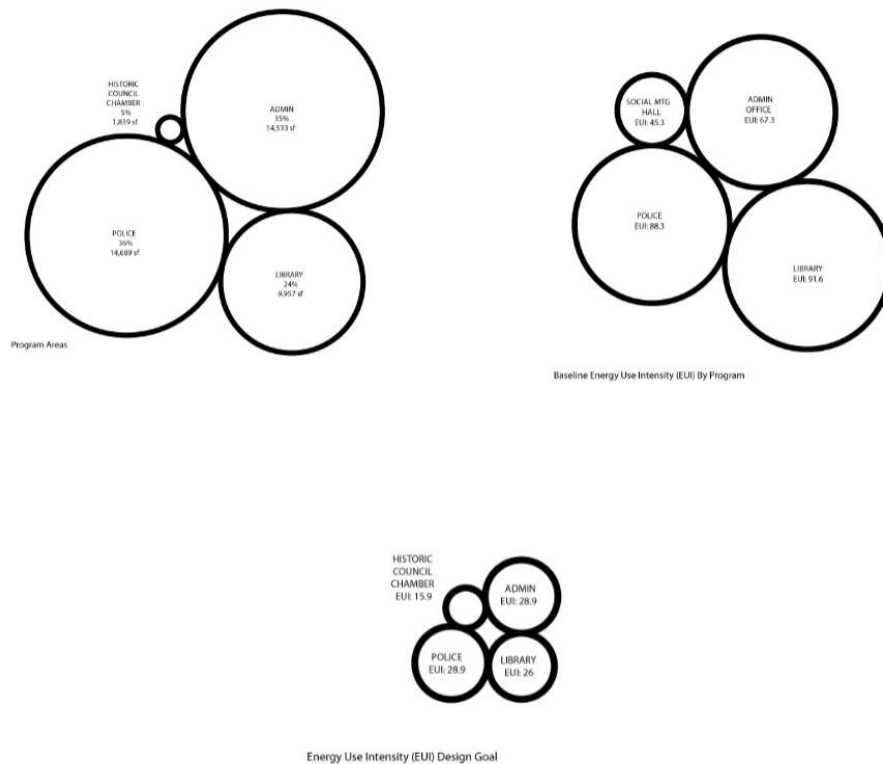 HISTORIC
COUNCIL
CHAMBER
5%
1,839 sf
ADMIN
35%
14,533 sf
POLICE
36%
14,689 sf
LIBRARY
24%
9,957 sf
Program Areas
SOCIAL MTG
HALL
EUI: 45.3
ADMIN
OFFICE
EUI: 67.3
POLICE
EUI: 88.3
LIBRARY
EUI: 91.6
Baseline Energy Use Intensity (EUI) By Program
HISTORIC
COUNCIL
CHAMBER
EUI: 15.9
ADMIN
EUI: 28.9
POLICE
EUI: 28.9
LIBRARY
EUI: 26
Energy Use Intensity (EUI) Design Goal